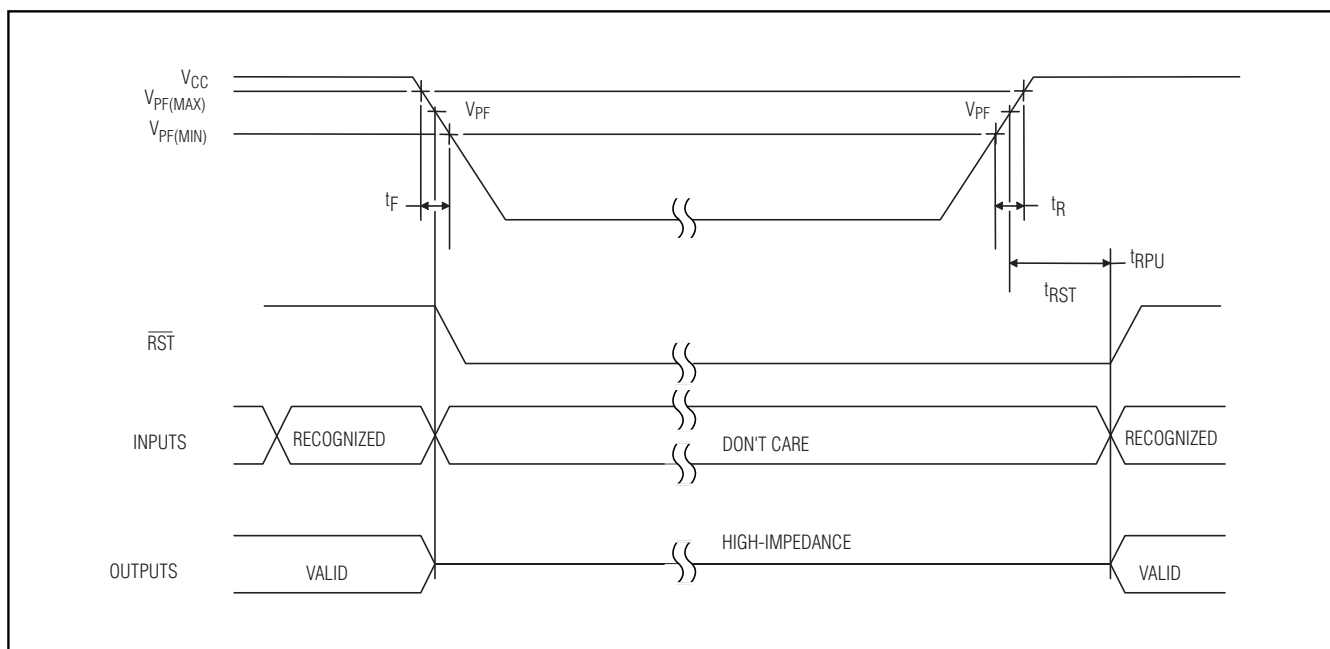 VCC
VPF(MAX)
VPF VPF
VPF(MIN)
tF tR
tRPU
tRST
RST
INPUTS RECOGNIZED DON'T CARE RECOGNIZED
HIGH-IMPEDANCE
OUTPUTS VALID VALID